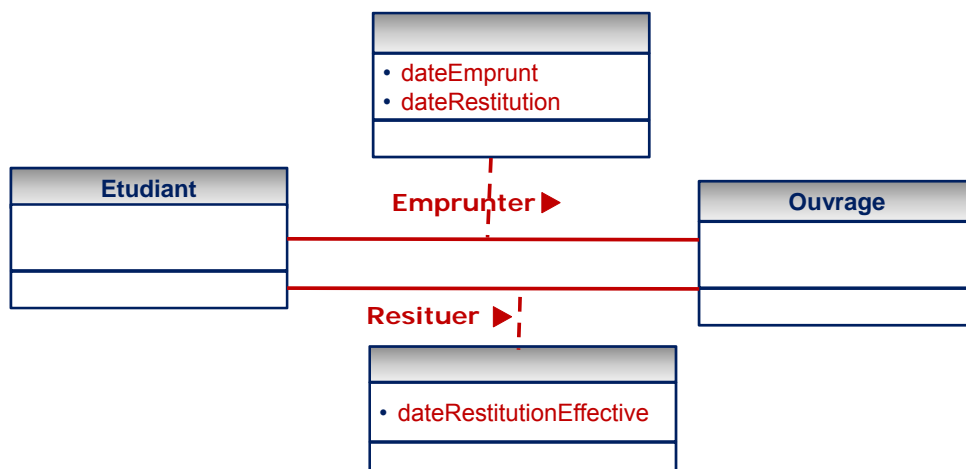 • dateEmprunt
• dateRestitution
Etudiant
Emprunter
Ouvrage
Resituer
• dateRestitutionEffective